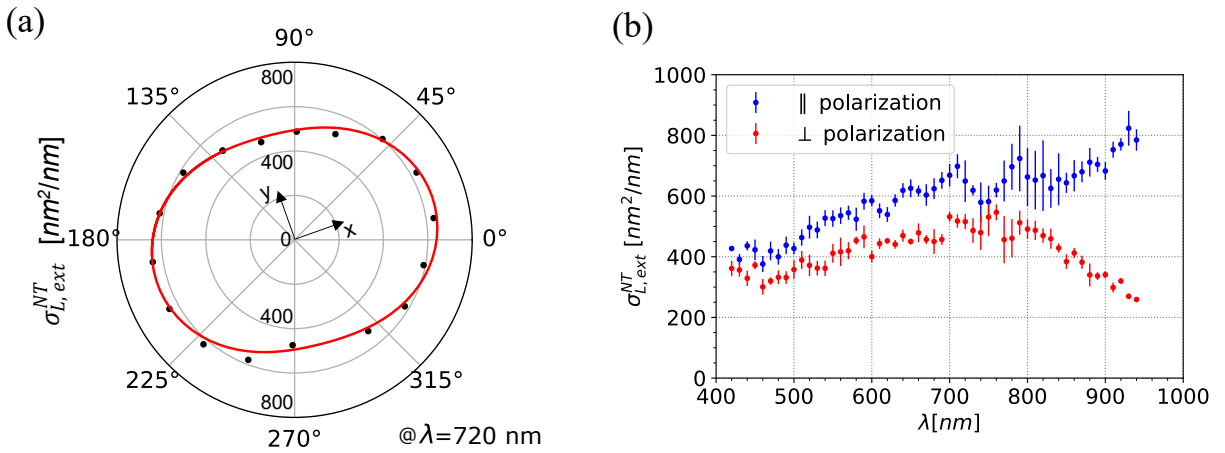 (a)
90°
135°
45°
800
400
y
x
180°
0
0°
400
225°
315°
800
270°
σ_{L,ext}^{NT} [nm²/nm]
@λ=720 nm
(b)
1000
800
600
400
200
0
∥ polarization
⊥ polarization
σ_{L,ext}^{NT} [nm²/nm]
400 500 600 700 800 900 1000
λ[nm]